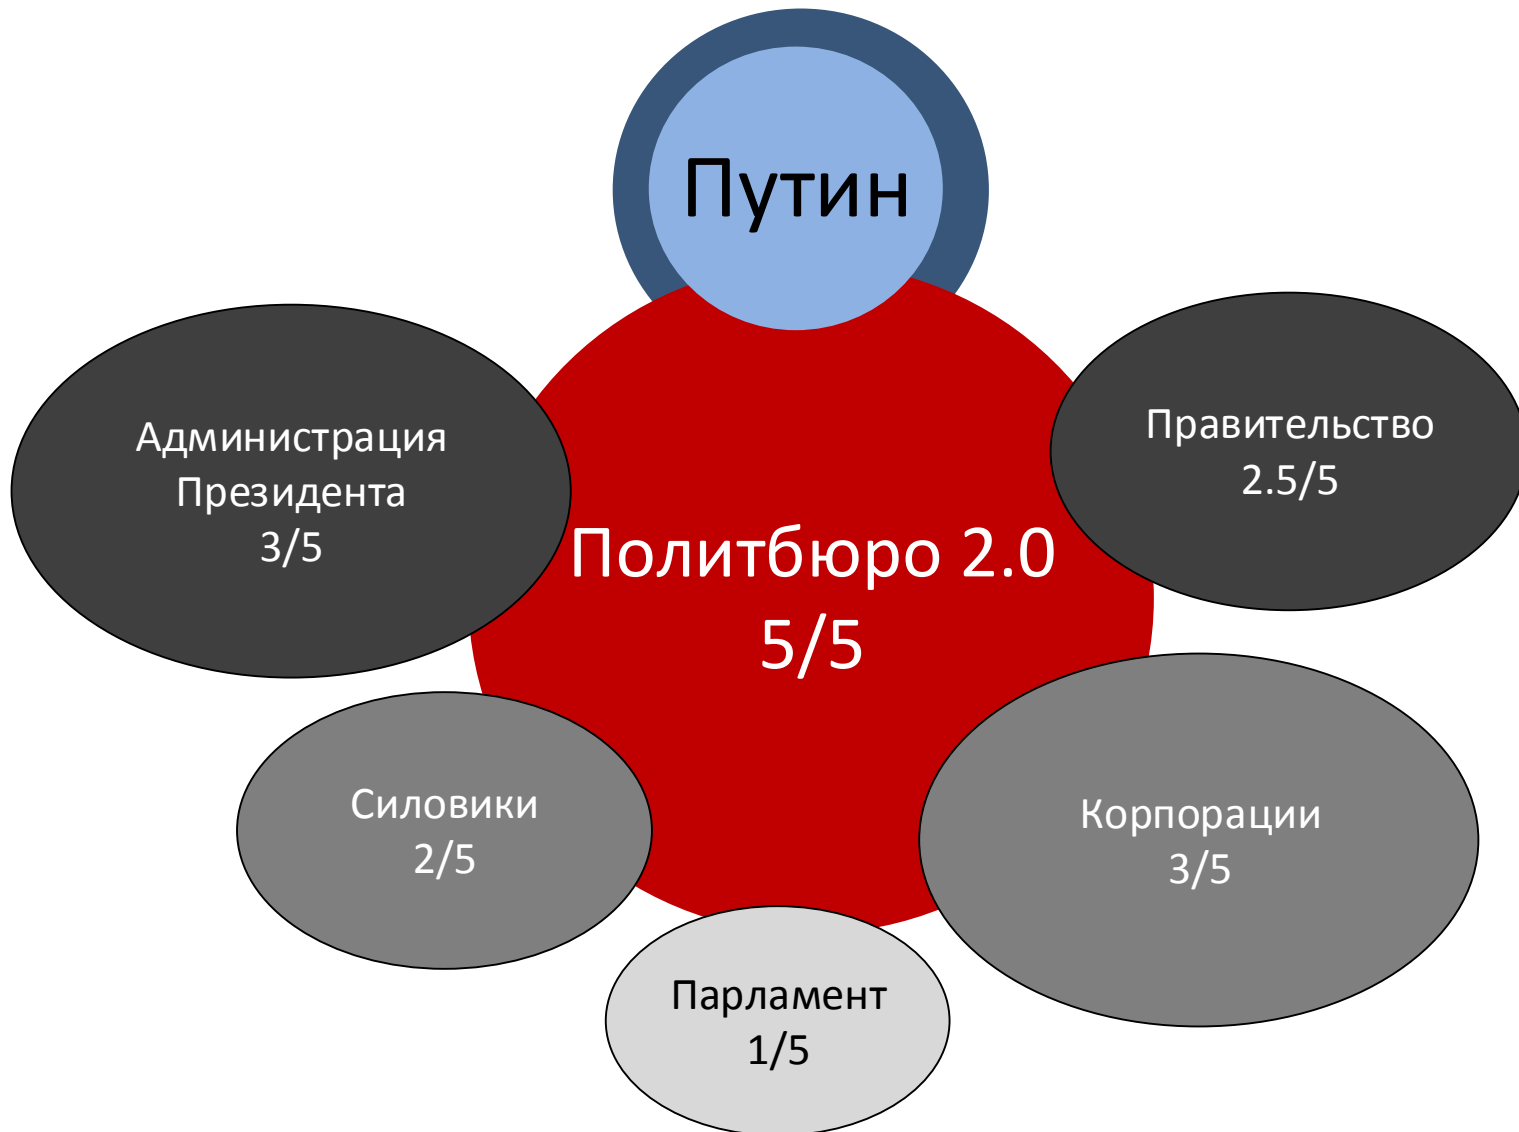 Путин
Администрация
Президента
3/5
Правительство
2.5/5
Политбюро 2.0
5/5
Силовики
2/5
Корпорации
3/5
Парламент
1/5